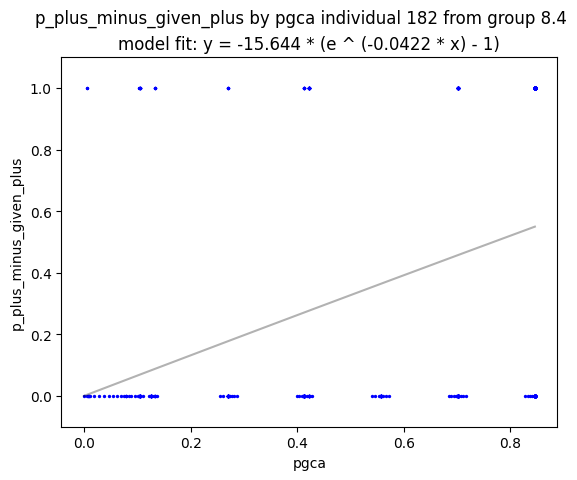 p_plus_minus_given_plus by pgca individual 182 from group 8.4
model fit: y = -15.644 * (e ^ (-0.0422 * x) - 1)
1.0
0.8
0.6
0.4
0.2
0.0
p_plus_minus_given_plus
0.0 0.2 0.4 0.6 0.8
pgca